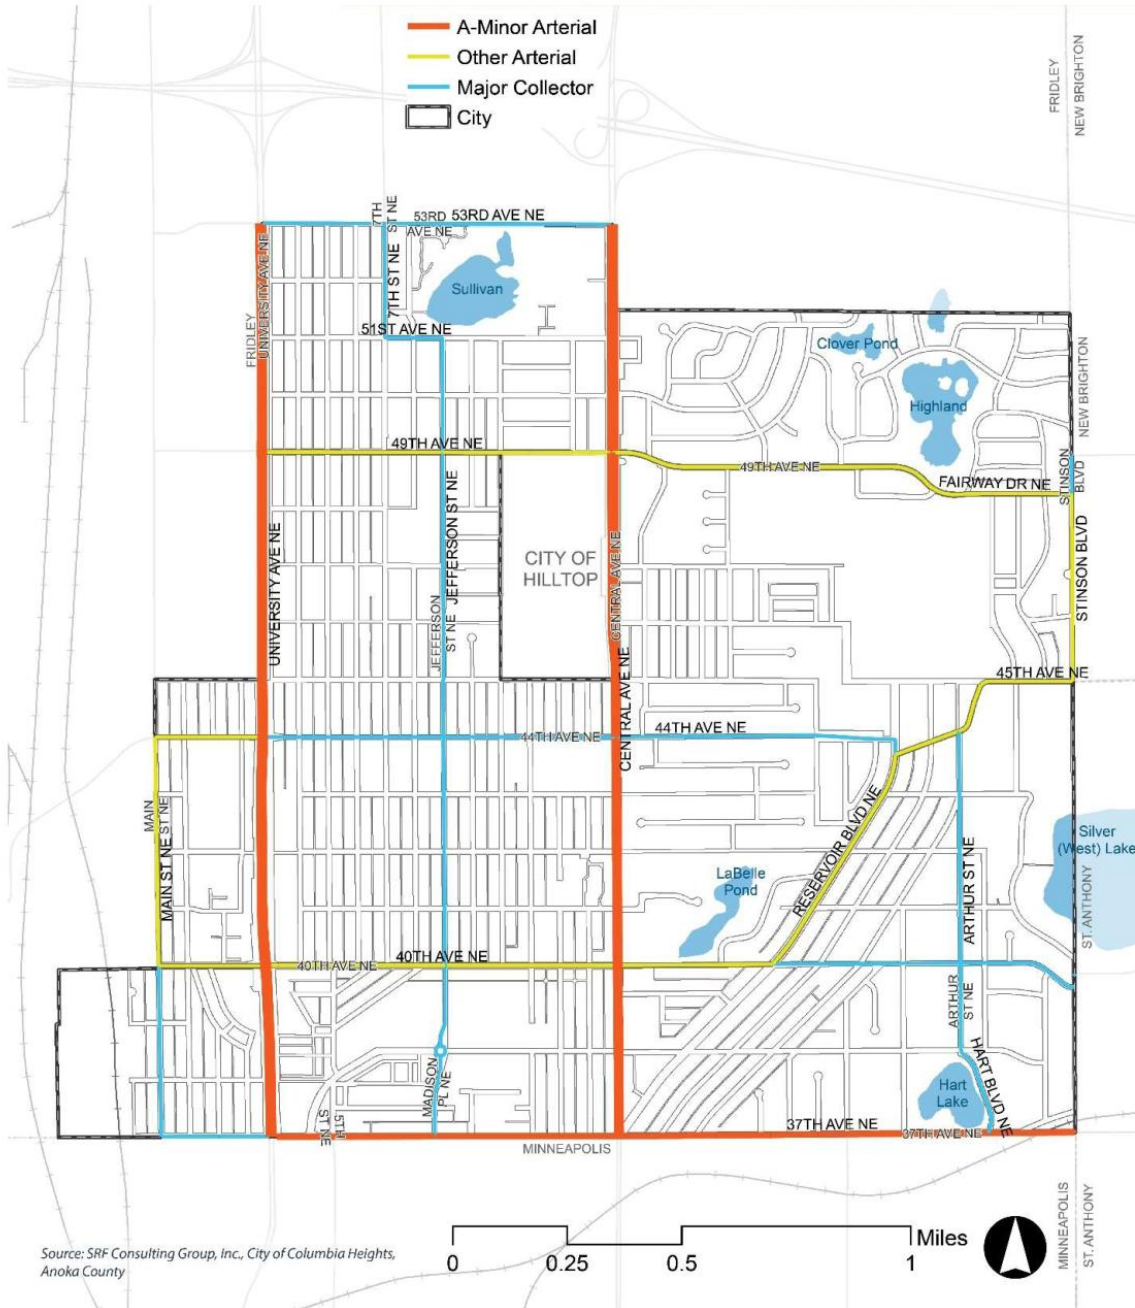 A-Minor Arterial
Other Arterial
Major Collector
City
FRIDLEY
NEW BRIGHTON
7TH
ST NE
53RD
AVE NE
53RD AVE NE
UNIVERSITY AVE NE
FRIDLEY
7TH ST NE
Sullivan
51ST AVE NE
Clover Pond
Highland
NEW BRIGHTON
49TH AVE NE
49TH AVE NE
FAIRWAY DR NE
STINSON
BLVD
UNIVERSITY AVE NE
JEFFERSON ST NE
JEFFERSON
ST NE
CITY OF
HILLTOP
CENTRAL AVE NE
STINSON BLVD
45TH AVE NE
CENTRAL AVE NE
44TH AVE NE
44TH AVE NE
MAIN
ST NE
MAIN ST NE
RESERVOIR BLVD NE
LaBelle
Pond
ARTHUR ST NE
Silver
(West) Lake
ST. ANTHONY
40TH AVE NE
40TH AVE NE
ARTHUR
ST NE
MADISON
PL NE
HART BLVD NE
Hart
Lake
5TH
ST NE
37TH AVE NE
37TH AVE NE
MINNEAPOLIS
MINNEAPOLIS
ST. ANTHONY
Source: SRF Consulting Group, Inc., City of Columbia Heights,
Anoka County
0 0.25 0.5 1 Miles